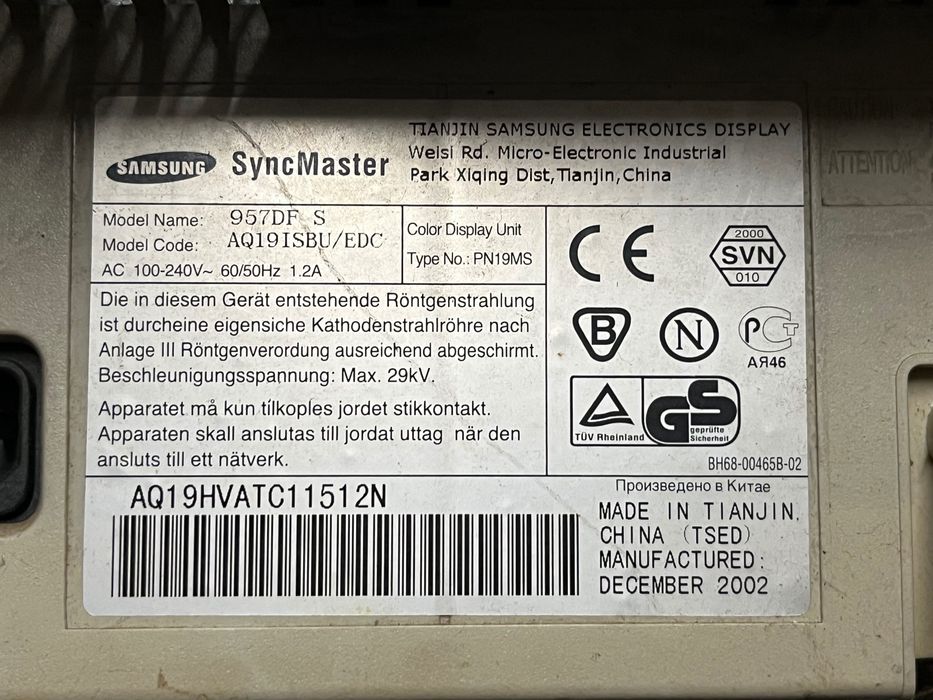 SAMSUNG SyncMaster
TIANJIN SAMSUNG ELECTRONICS DISPLAY
Weisi Rd. Micro-Electronic Industrial
Park Xiqing Dist,Tianjin,China
Model Name: 957DF S
Model Code: AQ19ISBU/EDC
AC 100-240V~ 60/50Hz 1.2A
Color Display Unit
Type No.: PN19MS
Die in diesem Gerät entstehende Röntgenstrahlung
ist durcheine eigensiche Kathodenstrahlröhre nach
Anlage III Röntgenverordung ausreichend abgeschirmt.
Beschleunigungsspannung: Max. 29kV.
Apparatet må kun tilkoples jordet stikkontakt.
Apparaten skall anslutas till jordat uttag när den
ansluts till ett nätverk.
CE
2000
SVN
010
B
N
РСТ
АЯ46
TÜV Rheinland
GS
geprüfte
Sicherheit
BH68-00465B-02
AQ19HVATC11512N
Произведено в Китае
MADE IN TIANJIN,
CHINA (TSED)
MANUFACTURED:
DECEMBER 2002
ATTENTION